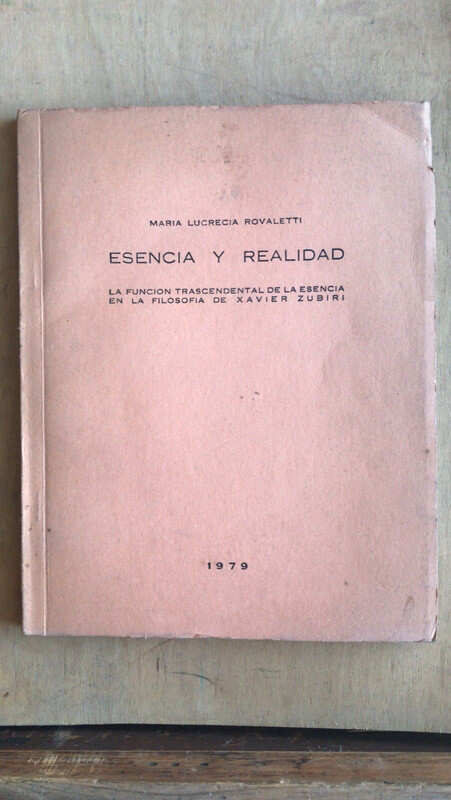 MARIA LUCRECIA ROVALETTI
ESENCIA Y REALIDAD
LA FUNCION TRASCENDENTAL DE LA ESENCIA
EN LA FILOSOFIA DE XAVIER ZUBIRI
1979